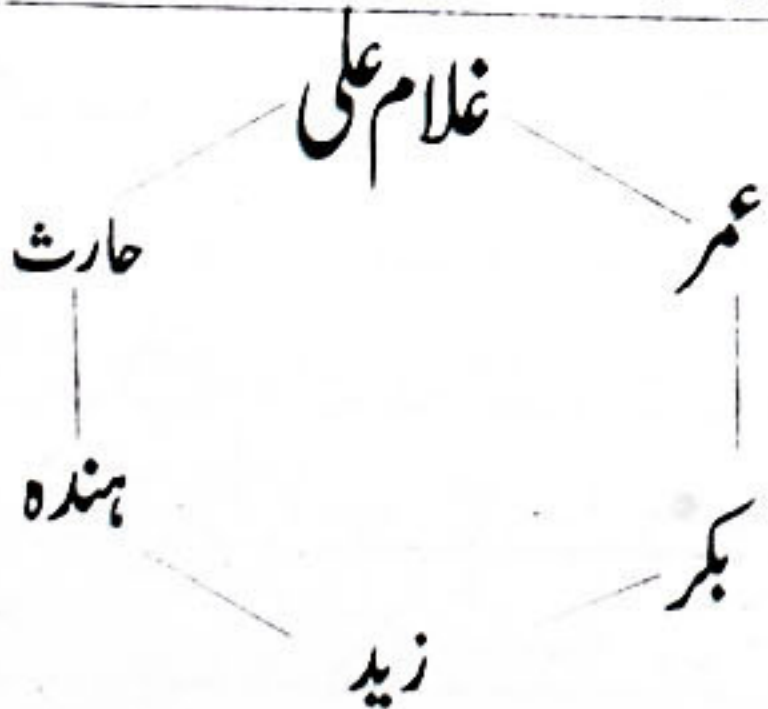 غلام علی
عمر
حارث
بکر
ہندہ
زید